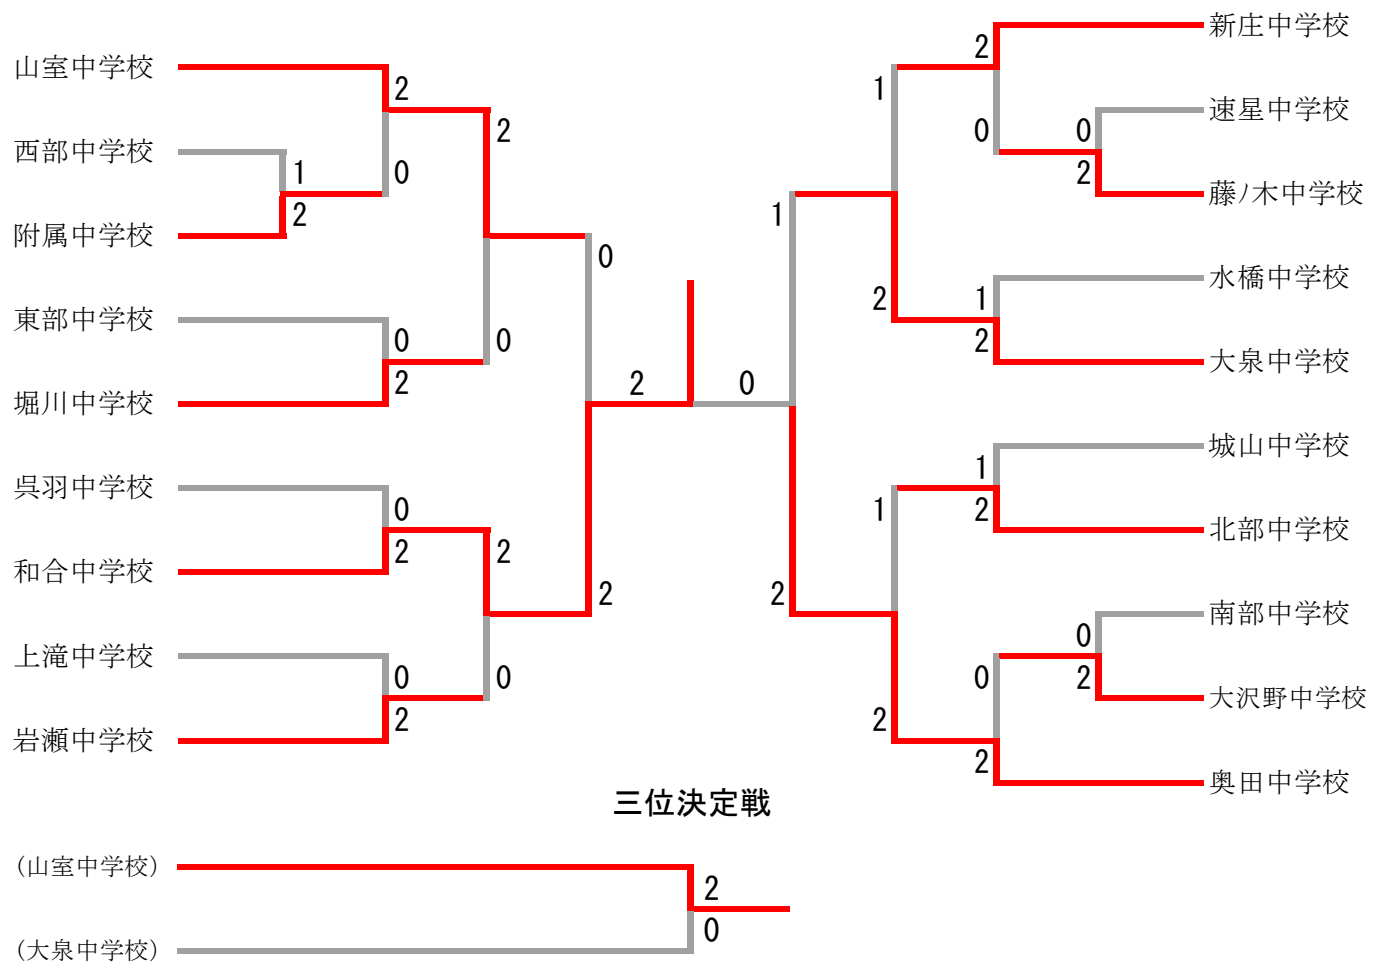 山室中学校
2
2
西部中学校
1
0
附属中学校
2
0
東部中学校
0
0
堀川中学校
2
呉羽中学校
0
和合中学校
2
2
2
上滝中学校
0
0
岩瀬中学校
2
2
0
新庄中学校
2
1
速星中学校
0
0
藤ノ木中学校
2
1
水橋中学校
1
2
大泉中学校
2
城山中学校
1
北部中学校
2
1
南部中学校
0
2
大沢野中学校
2
0
2
奥田中学校
2
三位決定戦
(山室中学校)
2
(大泉中学校)
0